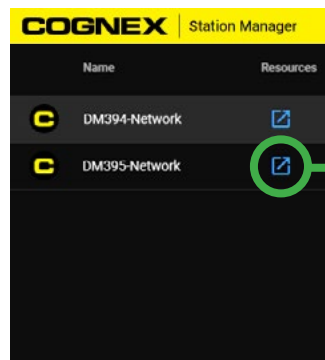 COGNEX Station Manager
Name Resources
DM394-Network
DM395-Network